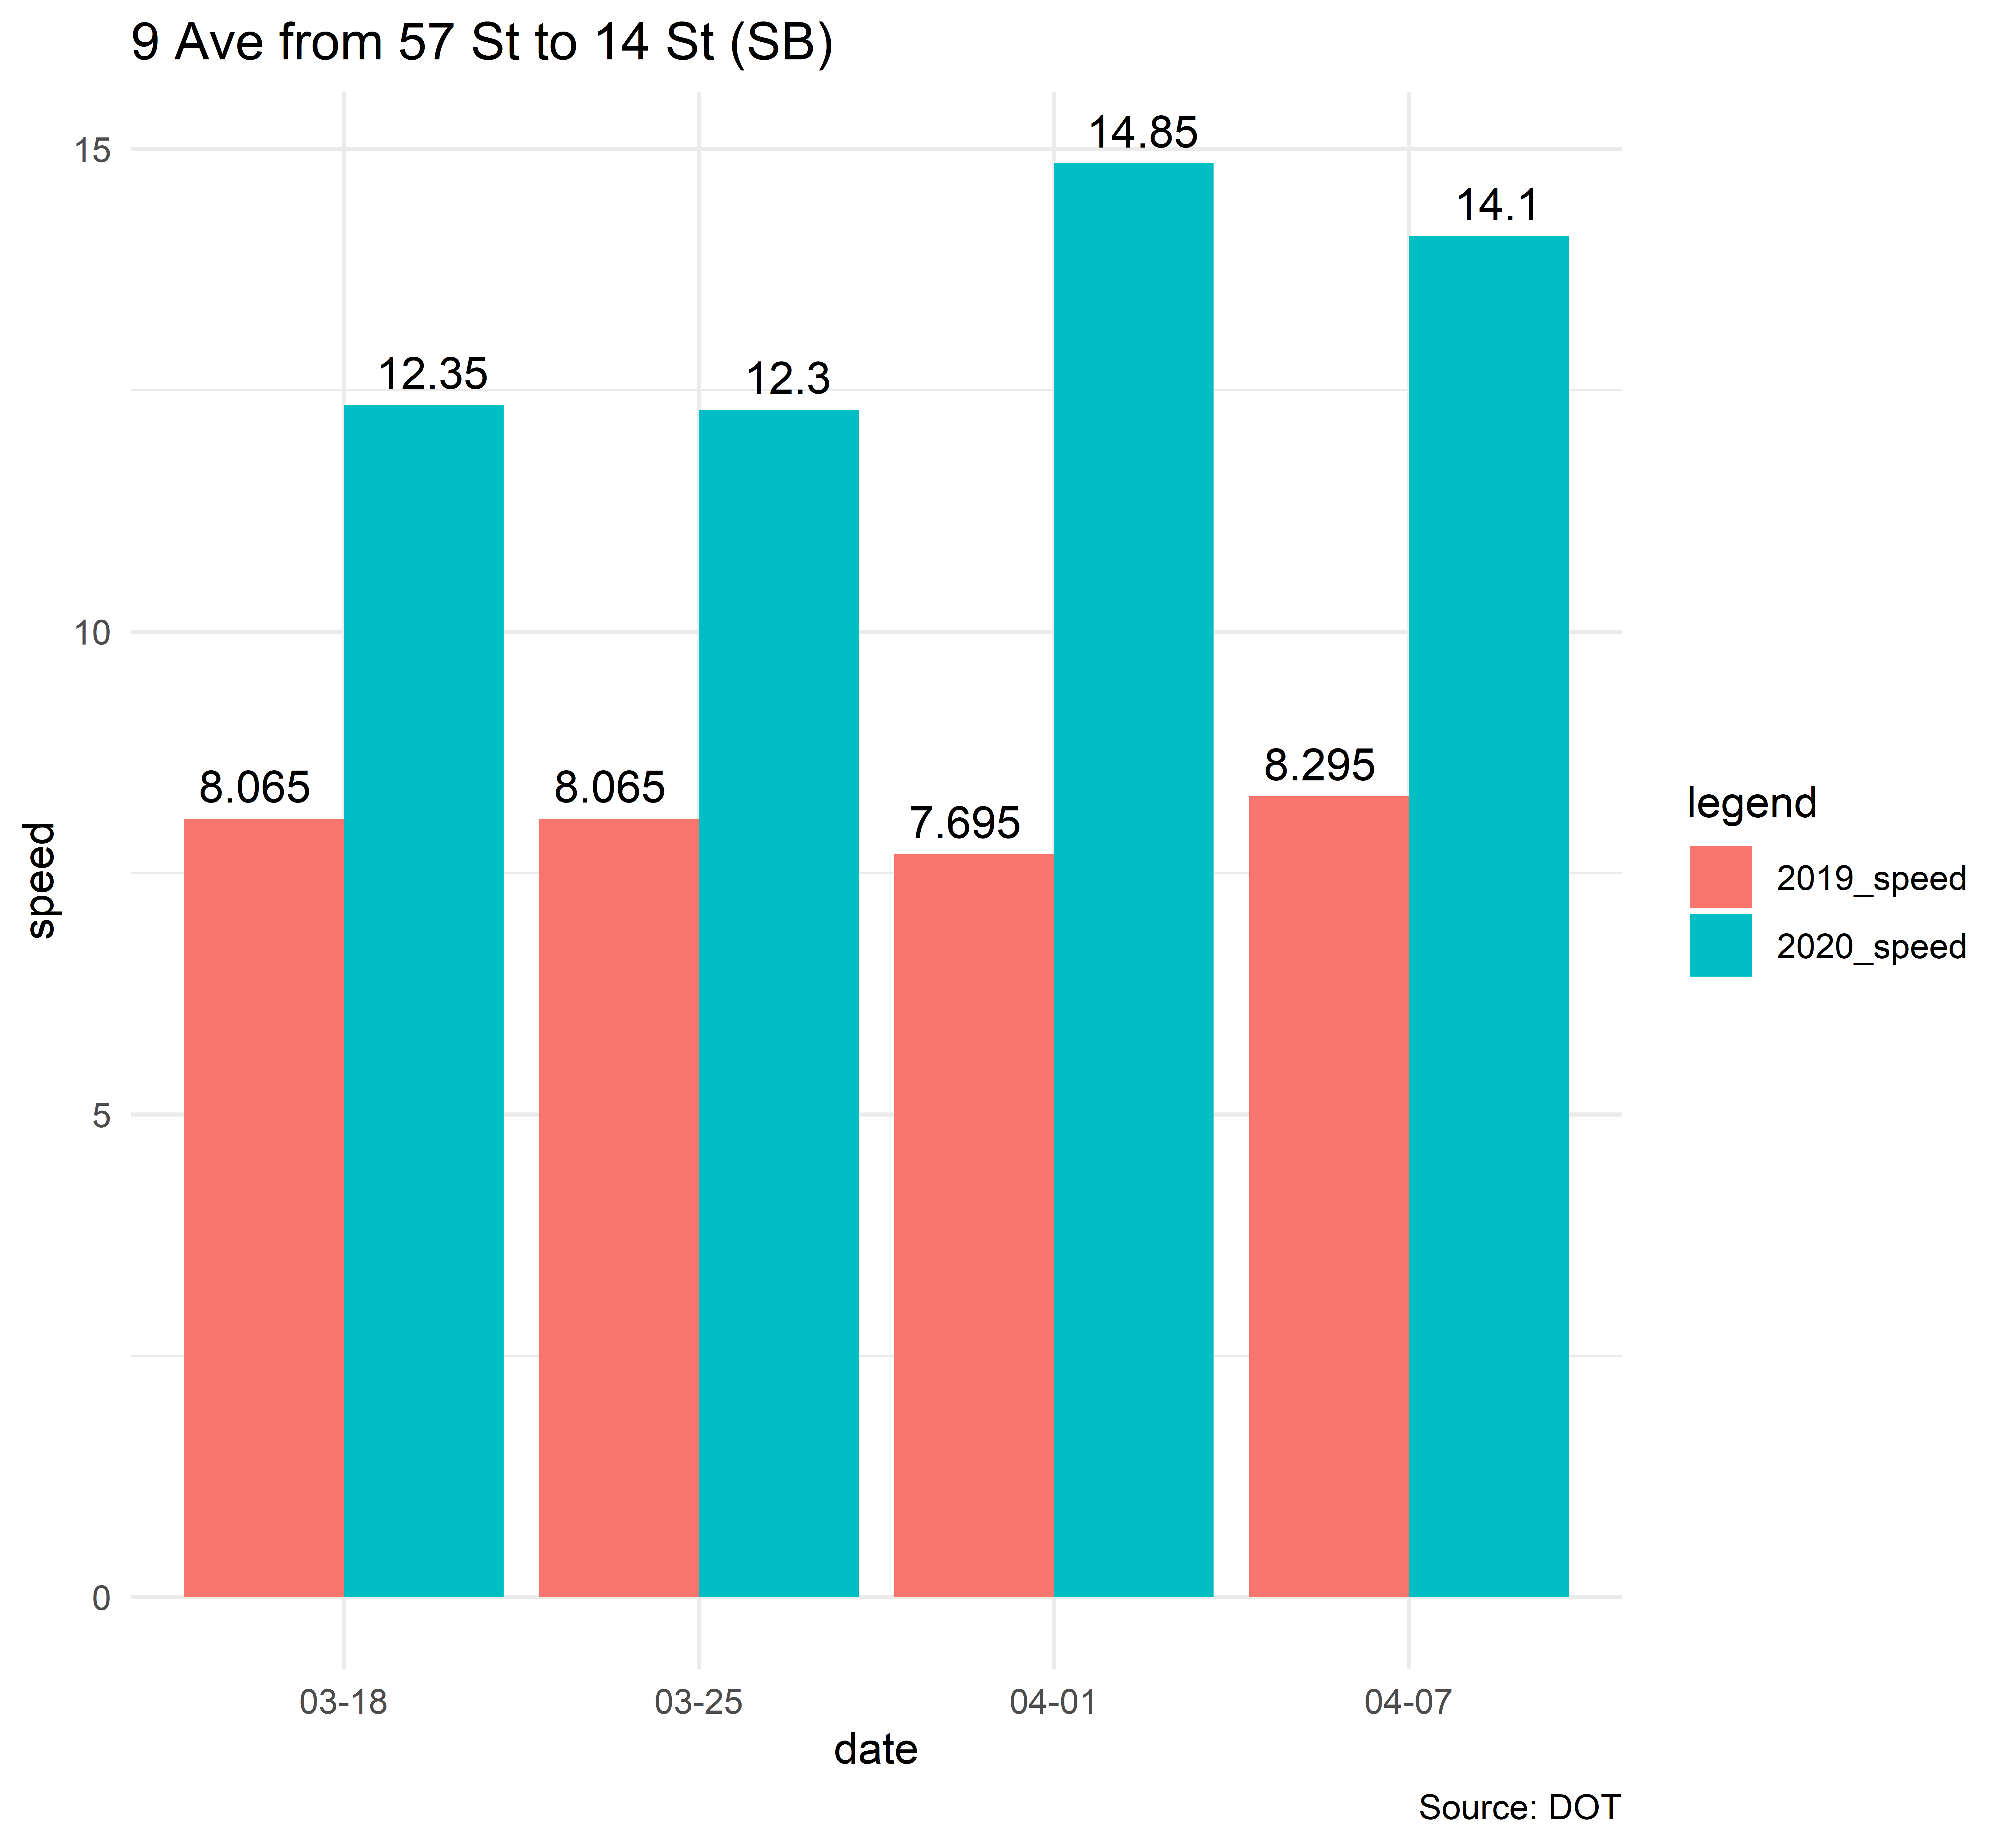 9 Ave from 57 St to 14 St (SB)
15
14.85
14.1
12.35
12.3
10
8.065
8.065
7.695
8.295
speed
legend
2019_speed
2020_speed
5
0
03-18
03-25
04-01
04-07
date
Source: DOT